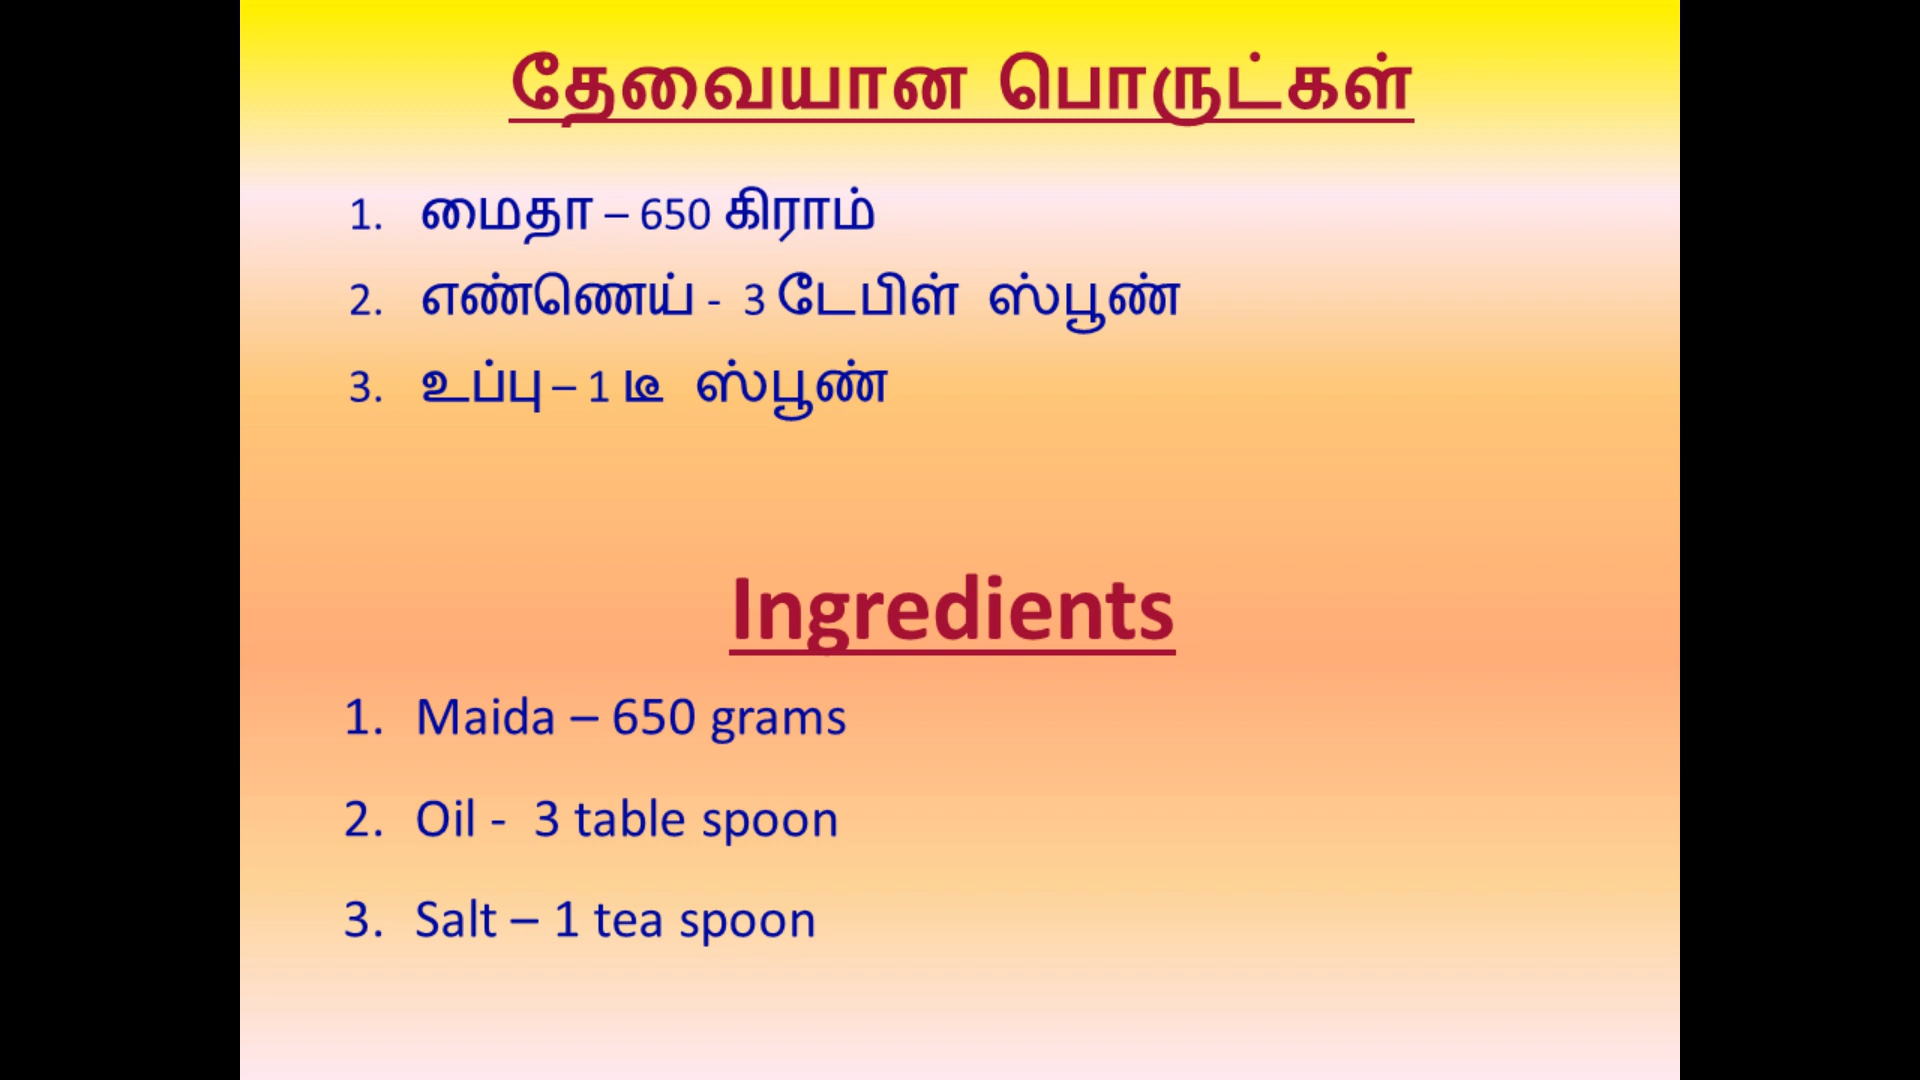 தேவையான பொருட்கள்
1. மைதா – 650 கிராம்
2. எண்ணெய் - 3 டேபிள் ஸ்பூண்
3. உப்பு – 1 டீ ஸ்பூண்
Ingredients
1. Maida – 650 grams
2. Oil - 3 table spoon
3. Salt – 1 tea spoon